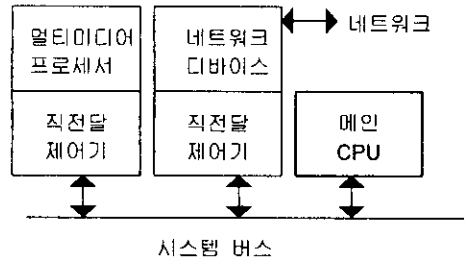 멀티미디어
프로세서
네트워크
디바이스
네트워크
직전달
제어기
직전달
제어기
메인
CPU
시스템 버스